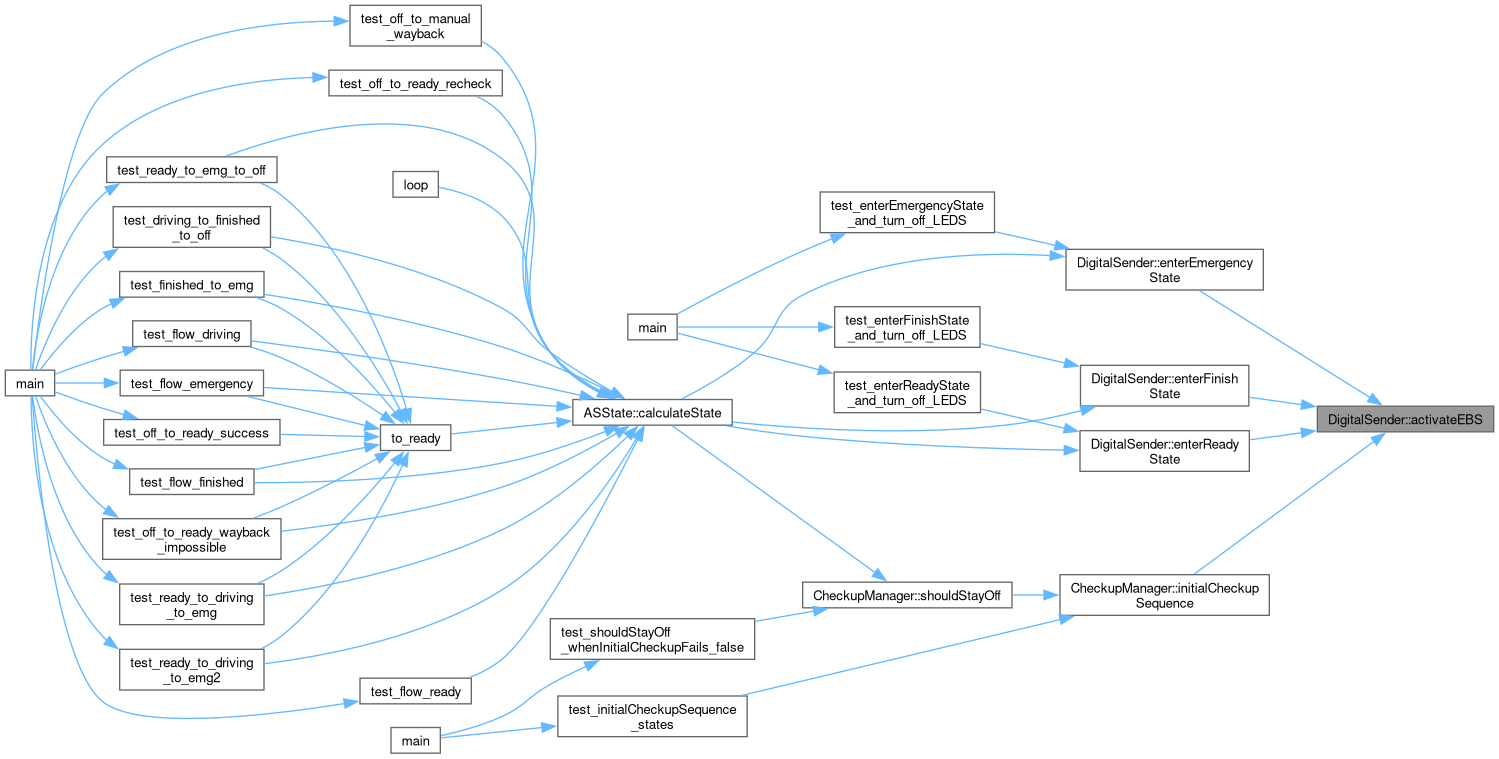 test_off_to_manual
_wayback
test_off_to_ready_recheck
test_ready_to_emg_to_off
loop
test_driving_to_finished
_to_off
test_finished_to_emg
test_flow_driving
main
test_flow_emergency
test_off_to_ready_success
to_ready
test_flow_finished
test_off_to_ready_wayback
_impossible
test_ready_to_driving
_to_emg
test_ready_to_driving
_to_emg2
test_flow_ready
main
ASState::calculateState
test_enterEmergencyState
_and_turn_off_LEDS
main
test_enterFinishState
_and_turn_off_LEDS
test_enterReadyState
_and_turn_off_LEDS
CheckupManager::shouldStayOff
test_shouldStayOff
_whenInitialCheckupFails_false
test_initialCheckupSequence
_states
DigitalSender::enterEmergency
State
DigitalSender::enterFinish
State
DigitalSender::enterReady
State
CheckupManager::initialCheckup
Sequence
DigitalSender::activateEBS